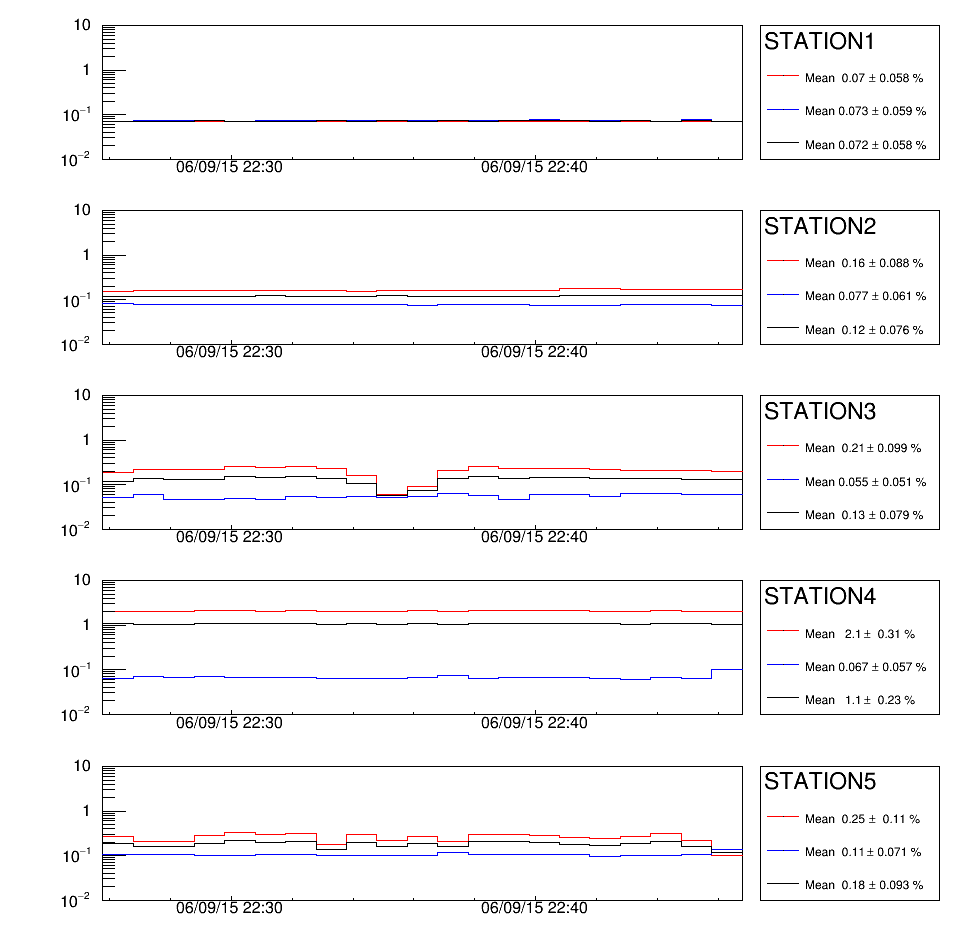 10
1
10⁻¹
10⁻²
06/09/15 22:30
06/09/15 22:40
STATION1
Mean 0.07 ± 0.058 %
Mean 0.073 ± 0.059 %
Mean 0.072 ± 0.058 %
10
1
10⁻¹
10⁻²
06/09/15 22:30
06/09/15 22:40
STATION2
Mean 0.16 ± 0.088 %
Mean 0.077 ± 0.061 %
Mean 0.12 ± 0.076 %
10
1
10⁻¹
10⁻²
06/09/15 22:30
06/09/15 22:40
STATION3
Mean 0.21 ± 0.099 %
Mean 0.055 ± 0.051 %
Mean 0.13 ± 0.079 %
10
1
10⁻¹
10⁻²
06/09/15 22:30
06/09/15 22:40
STATION4
Mean 2.1 ± 0.31 %
Mean 0.067 ± 0.057 %
Mean 1.1 ± 0.23 %
10
1
10⁻¹
10⁻²
06/09/15 22:30
06/09/15 22:40
STATION5
Mean 0.25 ± 0.11 %
Mean 0.11 ± 0.071 %
Mean 0.18 ± 0.093 %